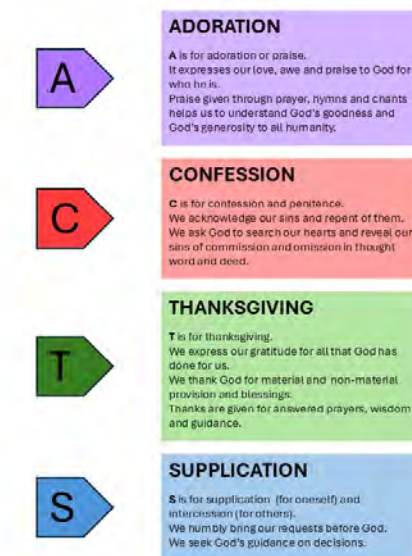 A
ADORATION
A is for adoration or praise.
It expresses our love, awe and praise to God for
who he is.
Praise given through prayer, hymns and chants
helps us to understand God's goodness and
God's generosity to all humanity.
C
CONFESSION
C is for confession and penitence.
We acknowledge our sins and repent of them.
We ask God to search our hearts and reveal our
sins of commission and omission in thought
word and deed.
T
THANKSGIVING
T is for thanksgiving.
We express our gratitude for all that God has
done for us.
We thank God for material and non-material
provision and blessings.
Thanks are given for answered prayers, wisdom
and guidance.
S
SUPPLICATION
S is for supplication (for oneself) and
intercession (for others).
We humbly bring our requests before God.
We seek God's guidance on decisions.